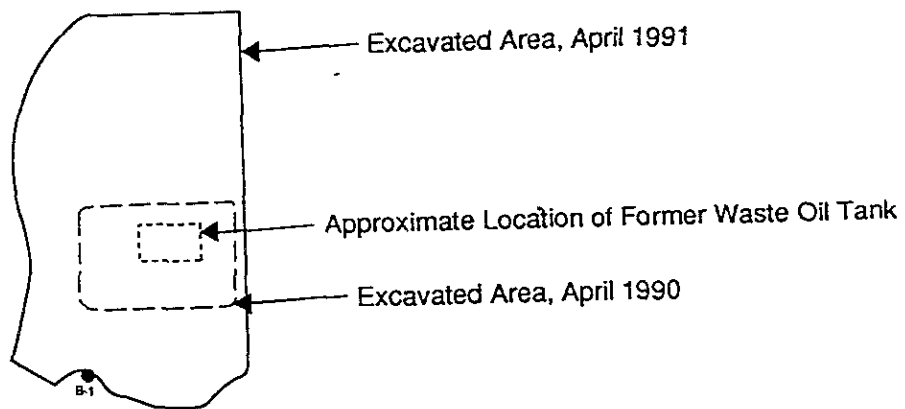 Excavated Area, April 1991
Approximate Location of Former Waste Oil Tank
Excavated Area, April 1990
B-1